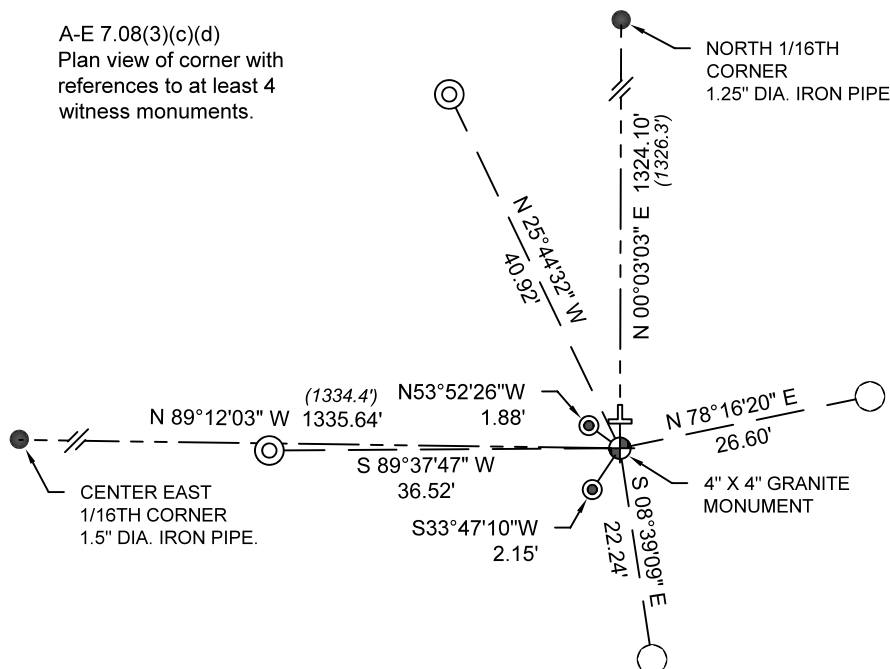 A-E 7.08(3)(c)(d)
Plan view of corner with
references to at least 4
witness monuments.
NORTH 1/16TH
CORNER
1.25" DIA. IRON PIPE
N 00°03'03" E 1324.10'
(1326.3')
N 25°44'32" W
40.92'
N 89°12'03" W 1335.64'
(1334.4')
N53°52'26"W
1.88'
N 78°16'20" E
26.60'
S 89°37'47" W
36.52'
CENTER EAST
1/16TH CORNER
1.5" DIA. IRON PIPE.
4" X 4" GRANITE
MONUMENT
S33°47'10"W
2.15'
S 08°39'09" E
22.24'